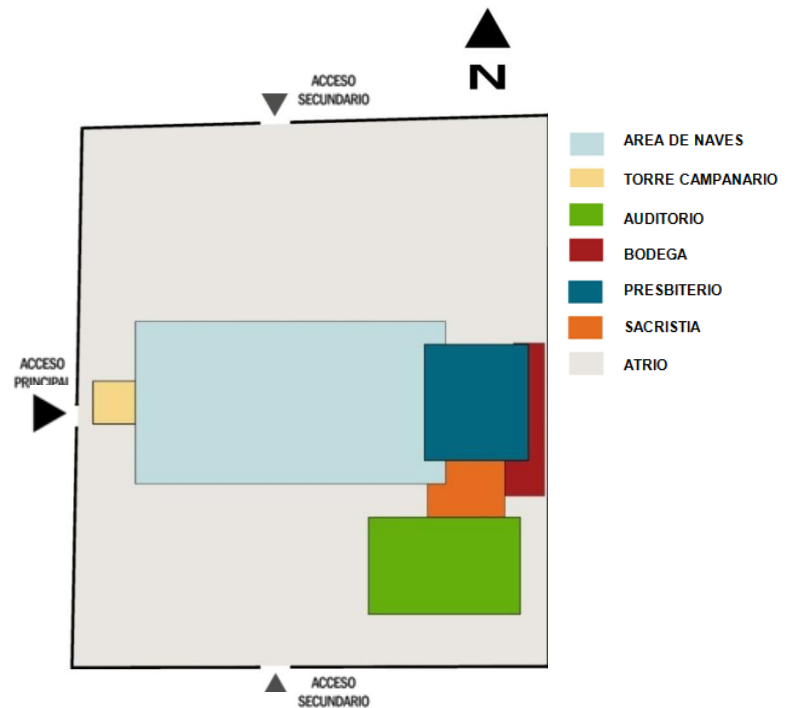 N
ACCESO
SECUNDARIO
AREA DE NAVES
TORRE CAMPANARIO
AUDITORIO
BODEGA
PRESBITERIO
SACRISTIA
ATRIO
ACCESO
PRINCIPAL
ACCESO
SECUNDARIO